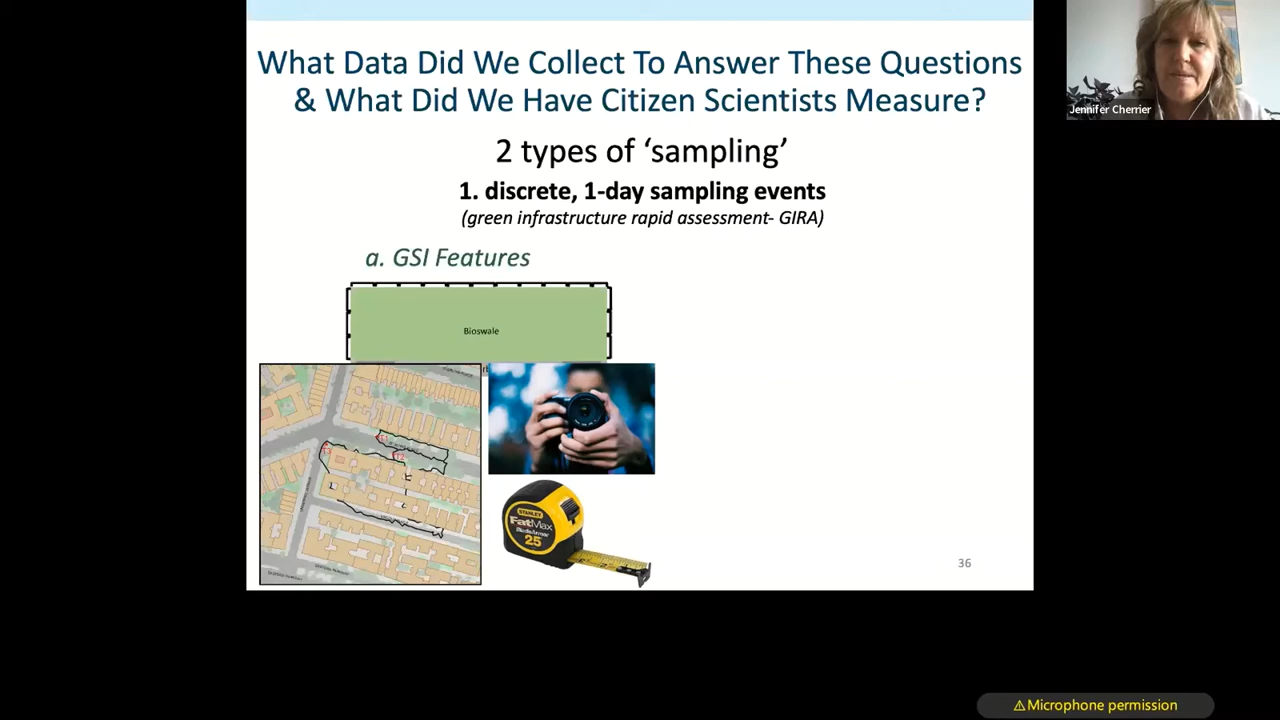 What Data Did We Collect To Answer These Questions
& What Did We Have Citizen Scientists Measure?
2 types of ‘sampling’
1. discrete, 1-day sampling events
(green infrastructure rapid assessment- GIRA)
a. GSI Features
Bioswale
STANLEY
FatMax
BladeArmor
25
36
Jennifer Cherrier
⚠Microphone permission